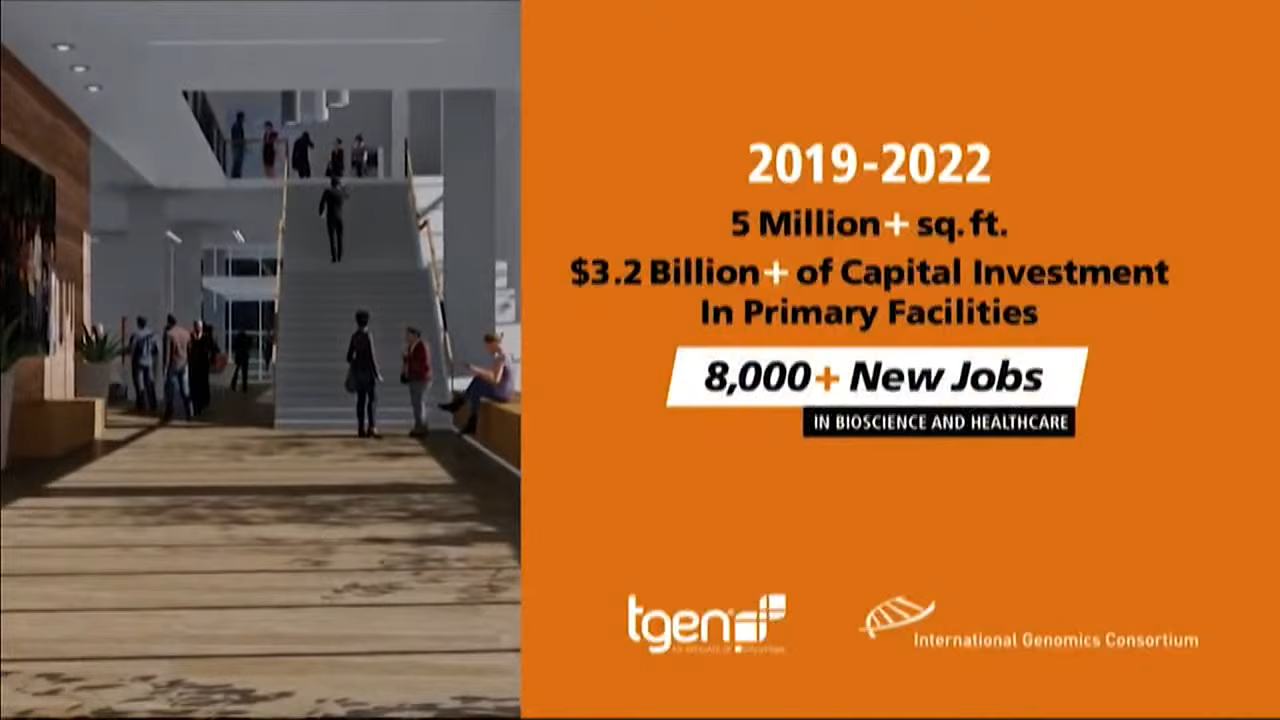 2019-2022
5 Million+ sq. ft.
$3.2 Billion+ of Capital Investment
In Primary Facilities
8,000+ New Jobs
IN BIOSCIENCE AND HEALTHCARE
tgen
International Genomics Consortium